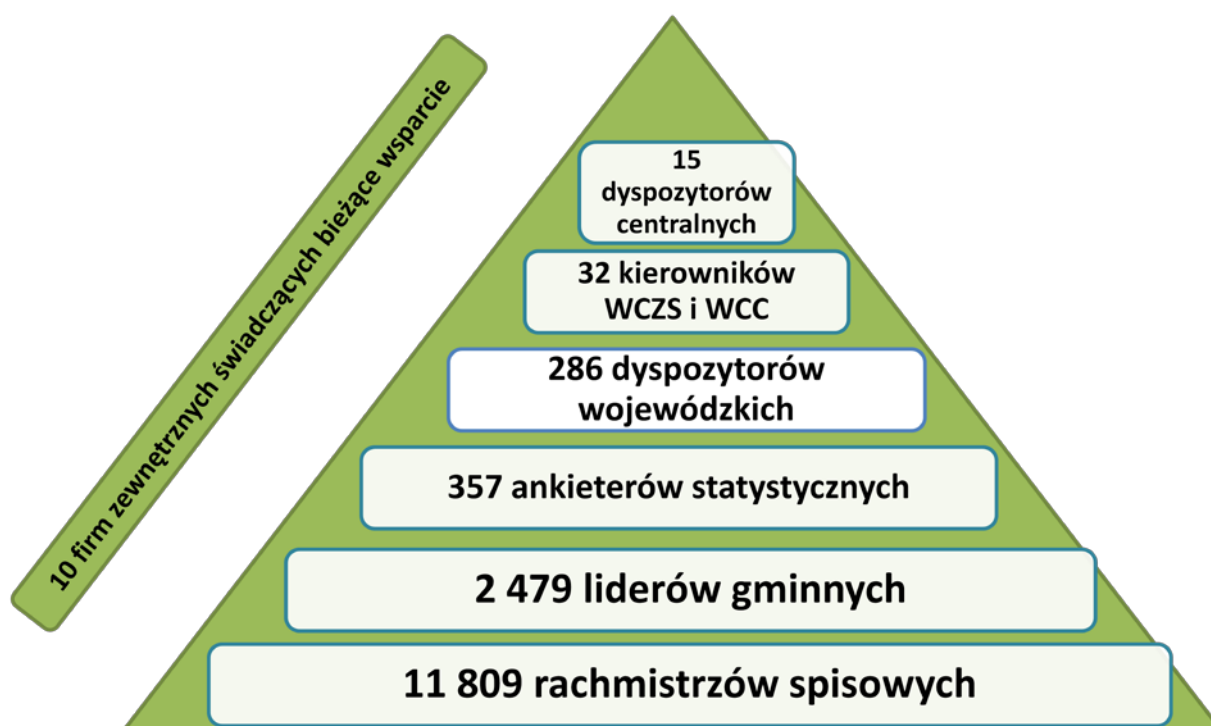 10 firm zewnętrznych świadczących bieżące wsparcie
15
dyspozytorów
centralnych
32 kierowników
WCZS i WCC
286 dyspozytorów
wojewódzkich
357 ankieterów statystycznych
2 479 liderów gminnych
11 809 rachmistrzów spisowych